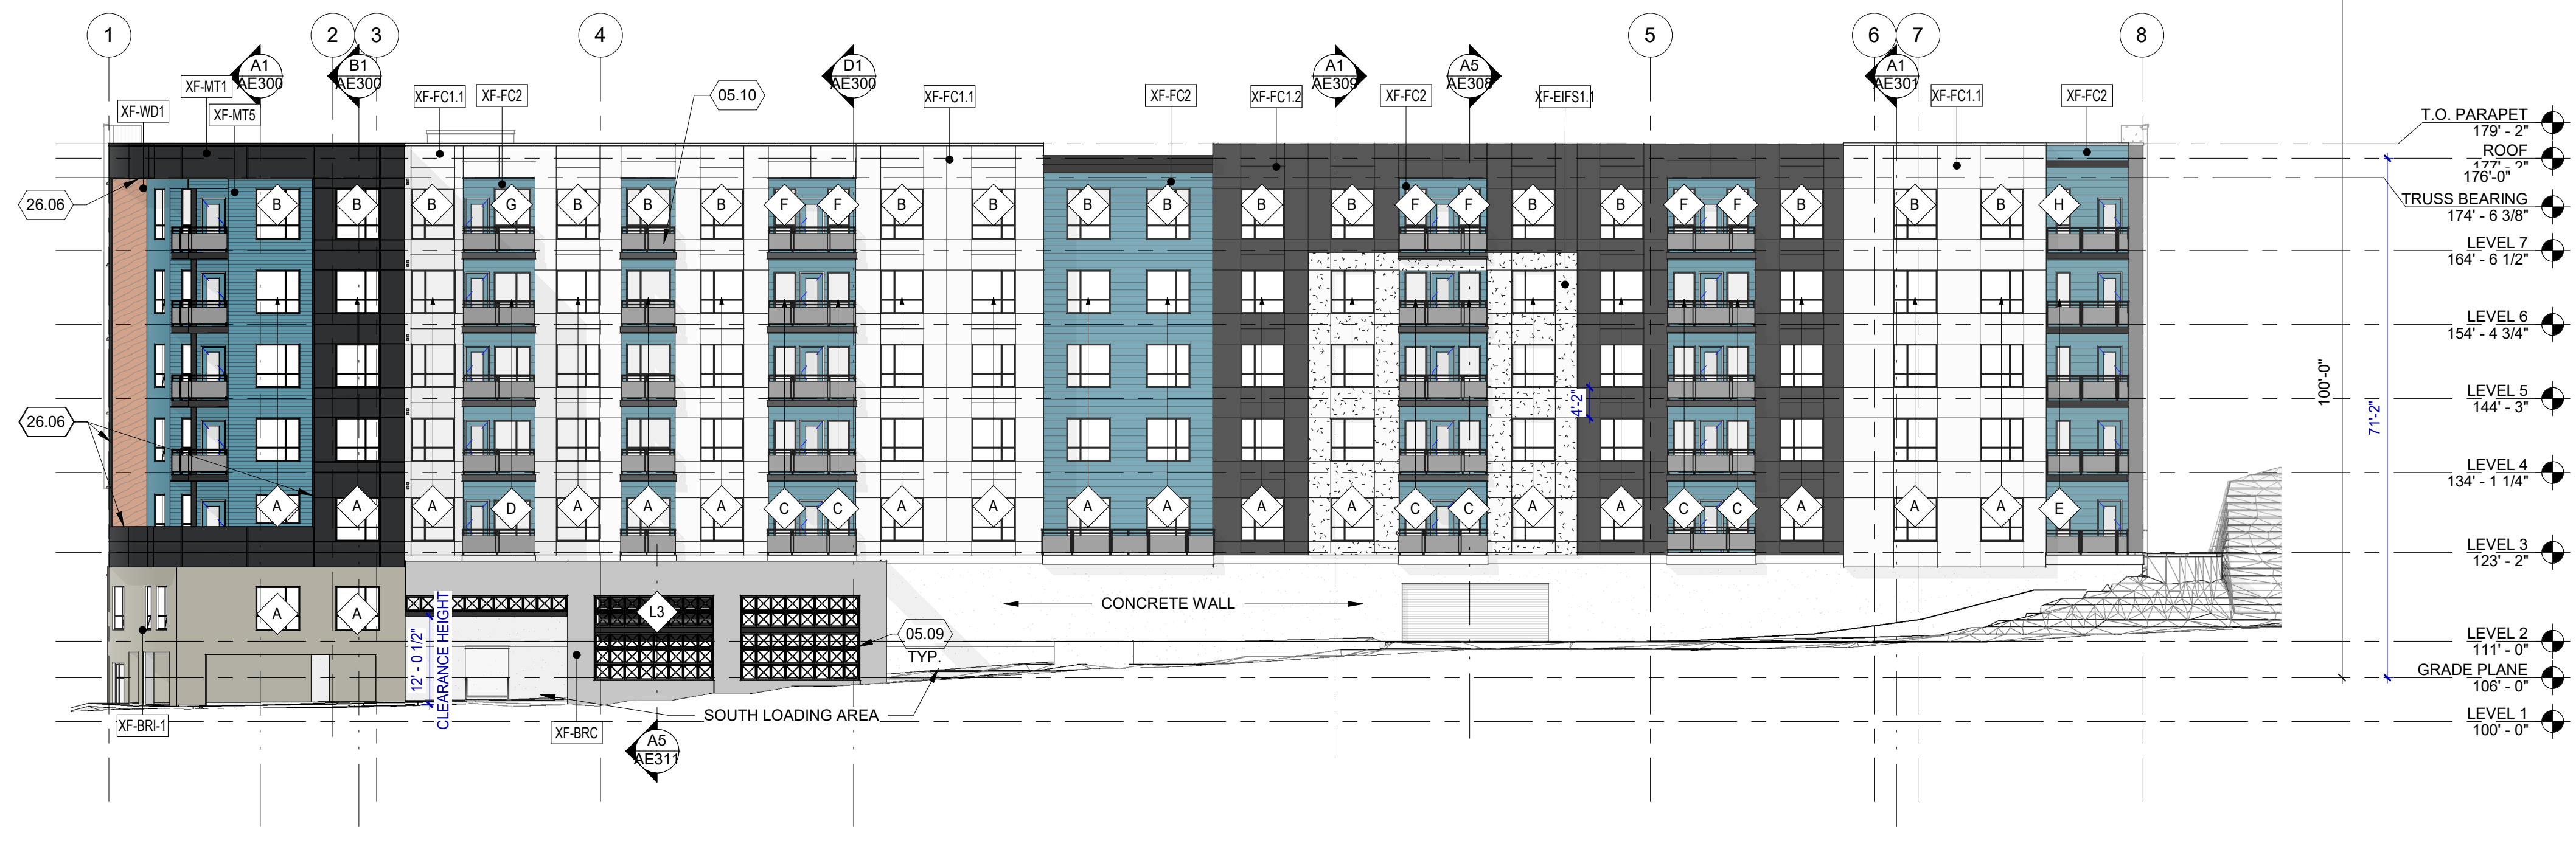 1 2 3 4 5 6 7 8
A1 AE300
B1 AE300
D1 AE300
A1 AE309
A5 AE308
A1 AE301
XF-WD1
XF-MT1
XF-MT5
XF-FC1.1
XF-FC2
05.10
XF-FC1.1
XF-FC2
XF-FC1.2
XF-FC2
XF-EIFS1.1
XF-FC1.1
XF-FC2
T.O. PARAPET
179' - 2"
ROOF
177' - 2"
176'-0"
TRUSS BEARING
174' - 6 3/8"
LEVEL 7
164' - 6 1/2"
LEVEL 6
154' - 4 3/4"
LEVEL 5
144' - 3"
LEVEL 4
134' - 1 1/4"
LEVEL 3
123' - 2"
LEVEL 2
111' - 0"
GRADE PLANE
106' - 0"
LEVEL 1
100' - 0"
100'-0"
71'-2"
26.06
B B B G B B B F F B B B B B B F F B B F F B B B H
4'-2"
26.06
A A A D A A A C C A A A A A A C C A A C C A A A E
A A L3
CONCRETE WALL
12' - 0 1/2"
CLEARANCE HEIGHT
05.09
TYP.
SOUTH LOADING AREA
XF-BRI-1
XF-BRC
A5
AE311